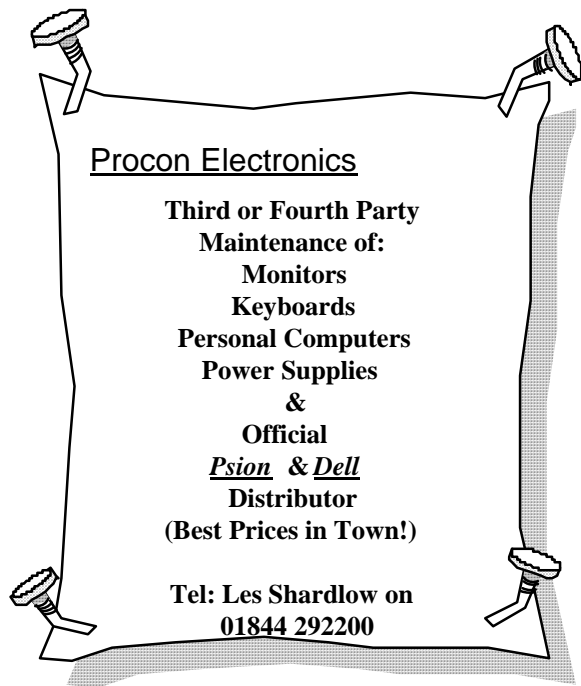 Procon Electronics
Third or Fourth Party
Maintenance of:
Monitors
Keyboards
Personal Computers
Power Supplies
&
Official
Psion & Dell
Distributor
(Best Prices in Town!)
Tel: Les Shardlow on
01844 292200